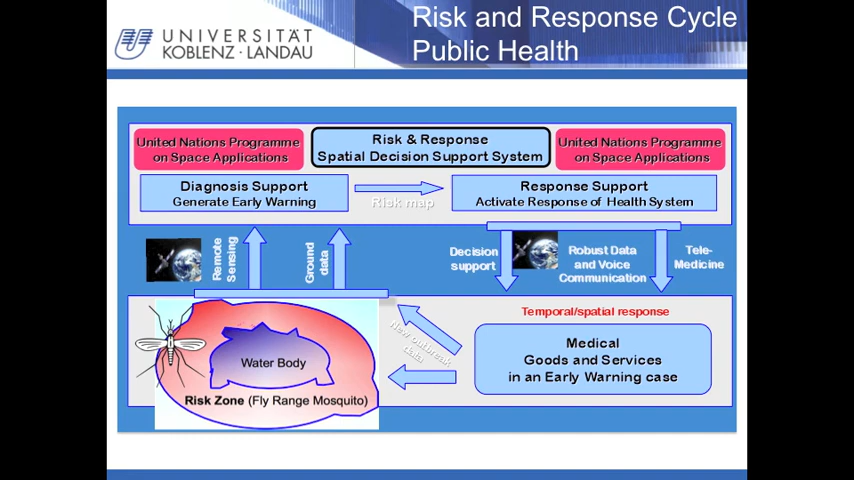 UNIVERSITÄT
KOBLENZ · LANDAU
Risk and Response Cycle
Public Health
United Nations Programme
on Space Applications
Risk & Response
Spatial Decision Support System
United Nations Programme
on Space Applications
Diagnosis Support
Generate Early Warning
Risk map
Response Support
Activate Response of Health System
Remote
Sensing
Ground
data
Decision
support
Robust Data
and Voice
Communication
Tele-
Medicine
Temporal/spatial response
New outbreak
data
Medical
Goods and Services
in an Early Warning case
Water Body
Risk Zone (Fly Range Mosquito)